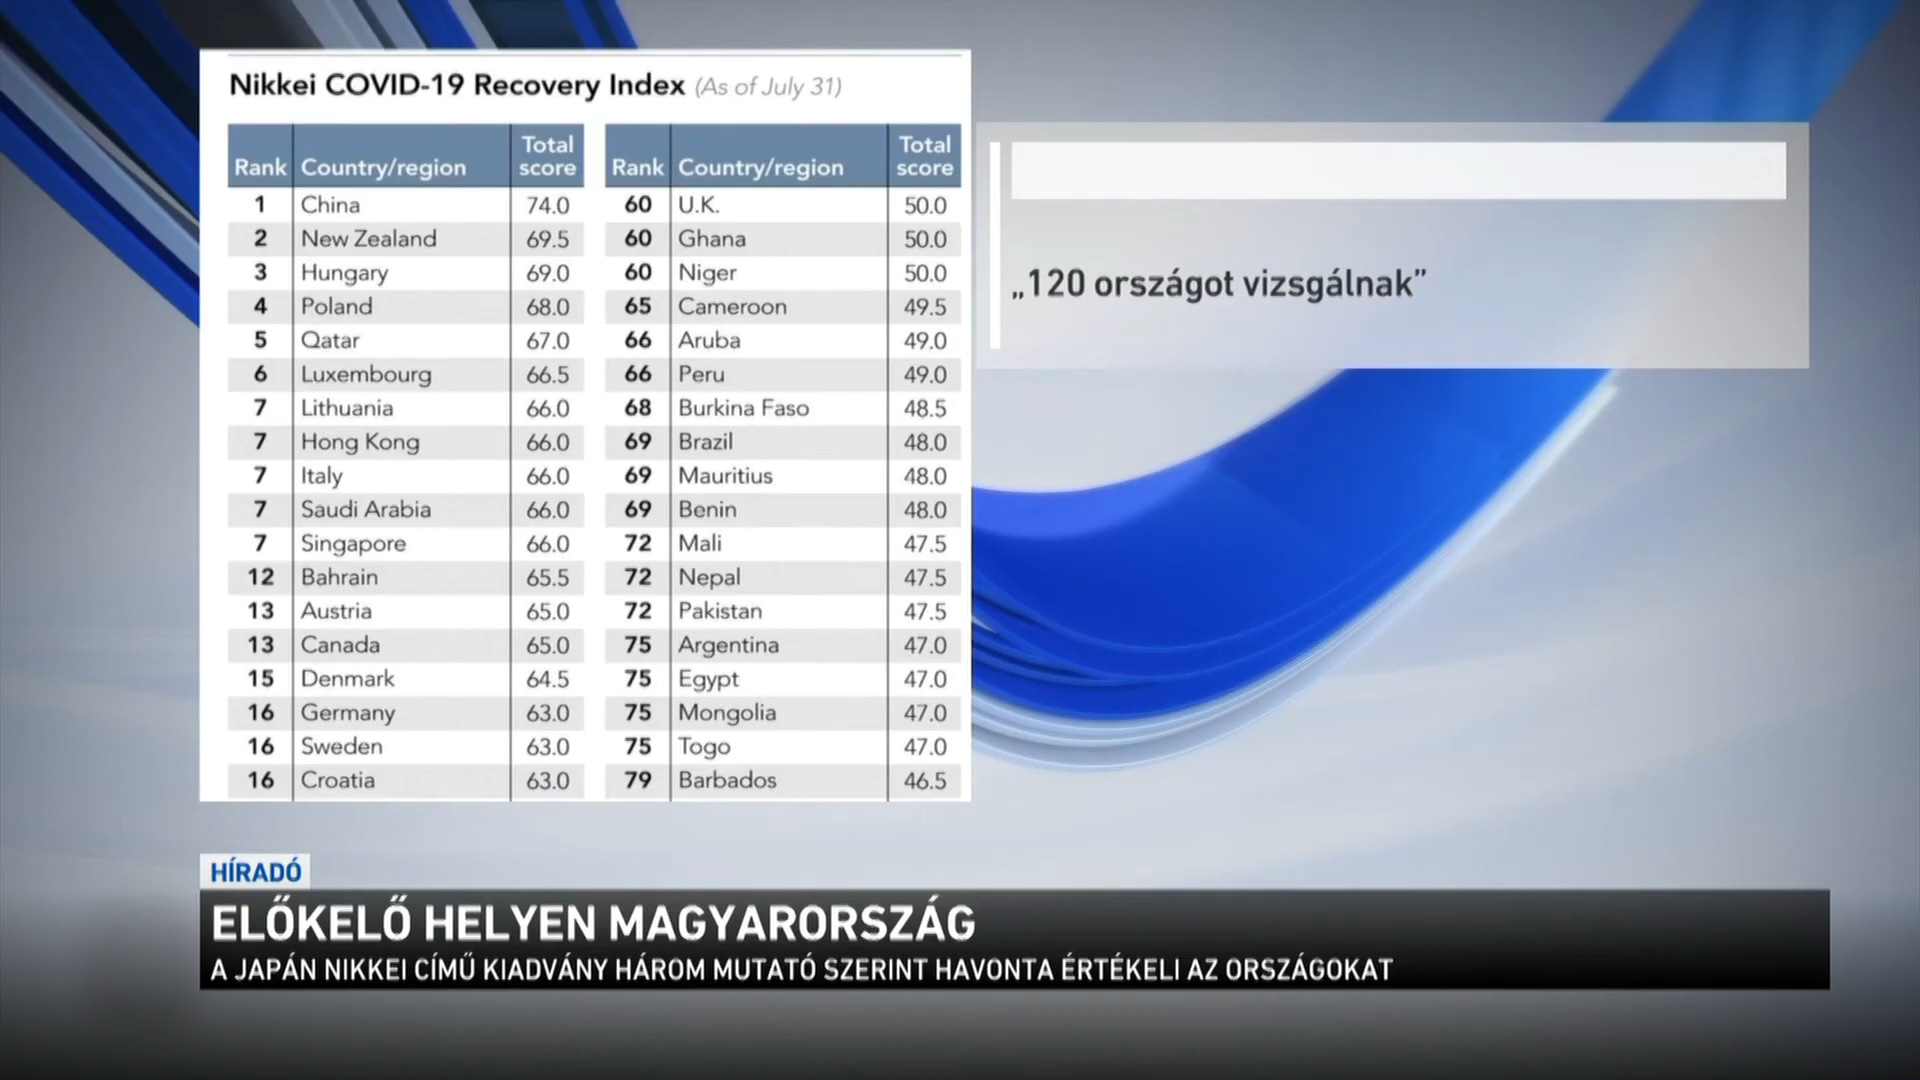 Nikkei COVID-19 Recovery Index (As of July 31)
Rank Country/region Total score Rank Country/region Total score
1 China 74.0 60 U.K. 50.0
2 New Zealand 69.5 60 Ghana 50.0
3 Hungary 69.0 60 Niger 50.0
4 Poland 68.0 65 Cameroon 49.5
5 Qatar 67.0 66 Aruba 49.0
6 Luxembourg 66.5 66 Peru 49.0
7 Lithuania 66.0 68 Burkina Faso 48.5
7 Hong Kong 66.0 69 Brazil 48.0
7 Italy 66.0 69 Mauritius 48.0
7 Saudi Arabia 66.0 69 Benin 48.0
7 Singapore 66.0 72 Mali 47.5
12 Bahrain 65.5 72 Nepal 47.5
13 Austria 65.0 72 Pakistan 47.5
13 Canada 65.0 75 Argentina 47.0
15 Denmark 64.5 75 Egypt 47.0
16 Germany 63.0 75 Mongolia 47.0
16 Sweden 63.0 75 Togo 47.0
16 Croatia 63.0 79 Barbados 46.5
„120 országot vizsgálnak”
HÍRADÓ
ELŐKELŐ HELYEN MAGYARORSZÁG
A JAPÁN NIKKEI CÍMŰ KIADVÁNY HÁROM MUTATÓ SZERINT HAVONTA ÉRTÉKELI AZ ORSZÁGOKAT